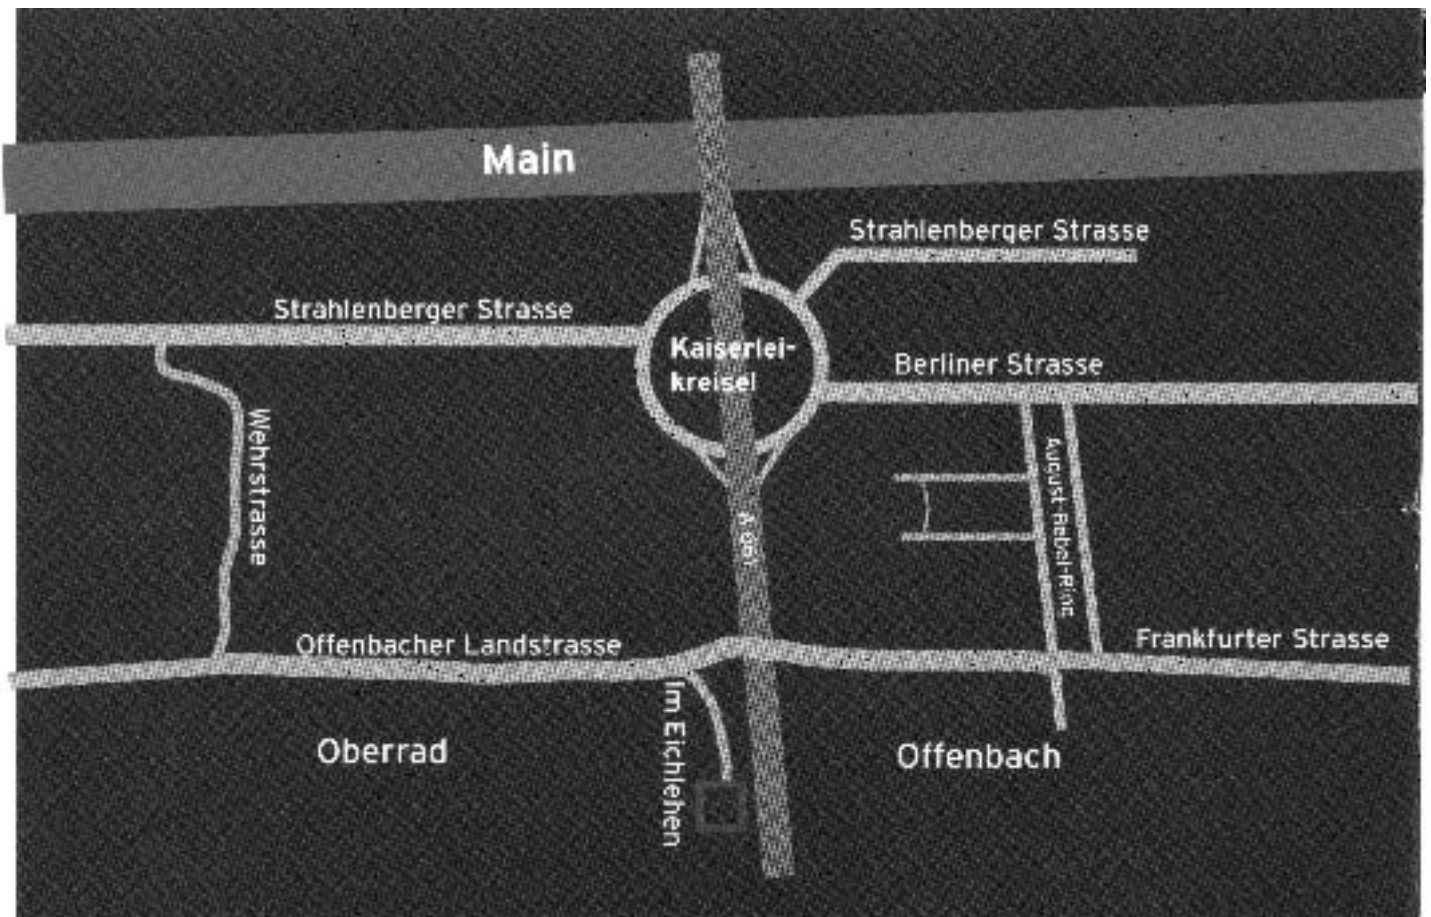 Main
Strahlenberger Strasse
Strahlenberger Strasse
Kaiserlei-
kreisel
Berliner Strasse
Wehrstrasse
August-Bebel-Ring
A 661
Offenbacher Landstrasse
Frankfurter Strasse
Im Eichlehen
Oberrad
Offenbach